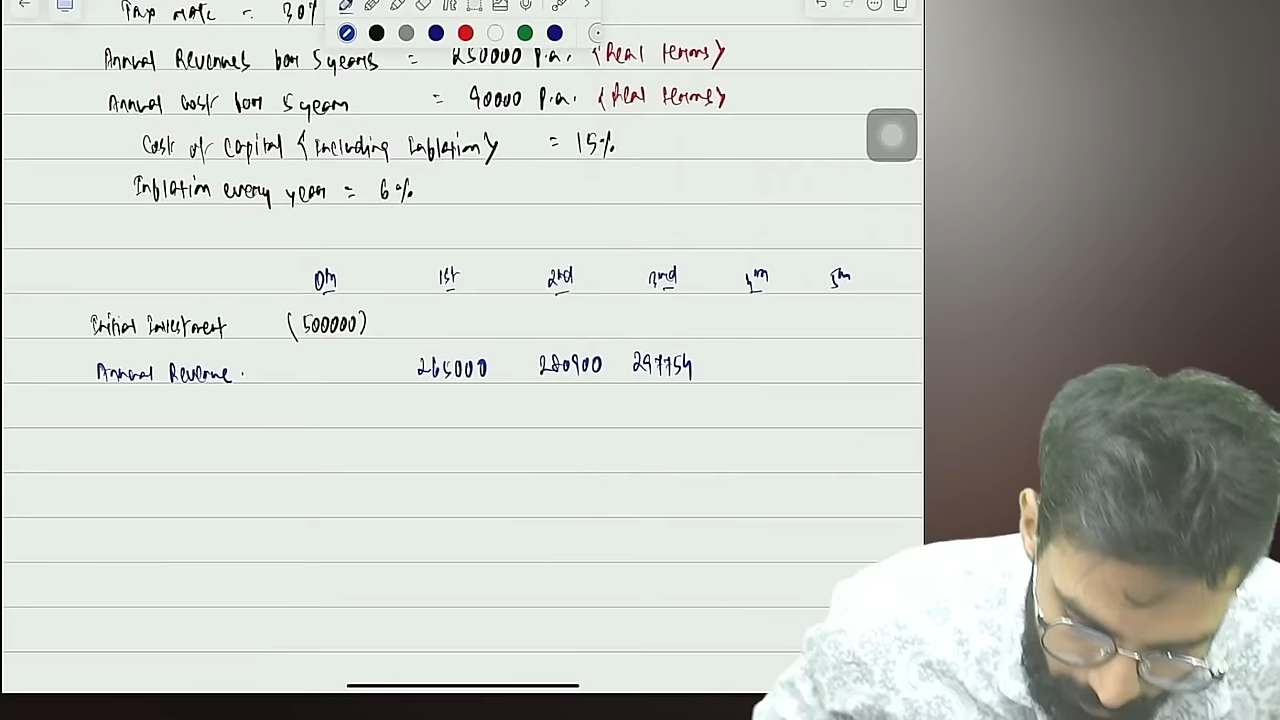 Tax rate = 30%
Annual Revenues for 5 years = 250000 P.a. {Real terms}
Annual Cost for 5 years = 90000 P.a. {Real terms}
Cost of Capital {Including Inflation} = 15%
Inflation every year = 6%
0th 1st 2nd 3rd 4th 5th
Initial Investment (500000)
Annual Revenue. 265000 280900 297754